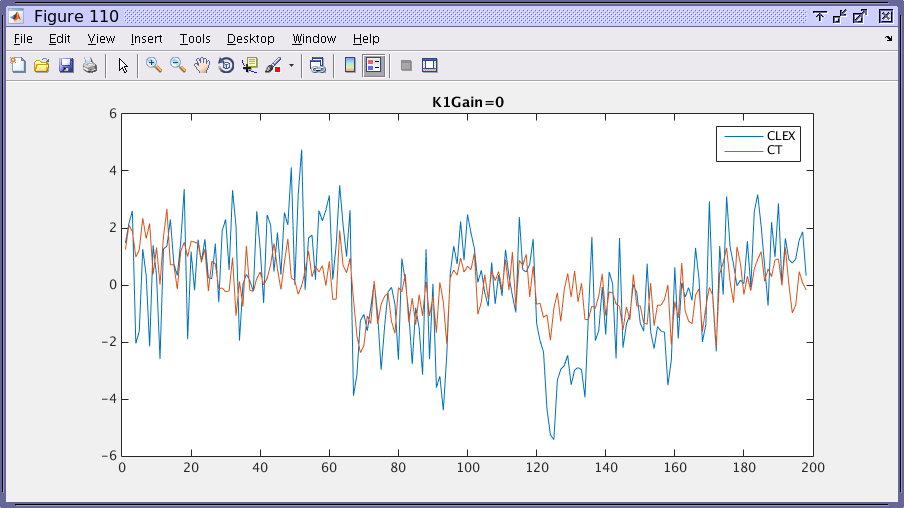 Figure 110
File Edit View Insert Tools Desktop Window Help
K1Gain=0
6
4
2
0
-2
-4
-6
0 20 40 60 80 100 120 140 160 180 200
CLEX
CT